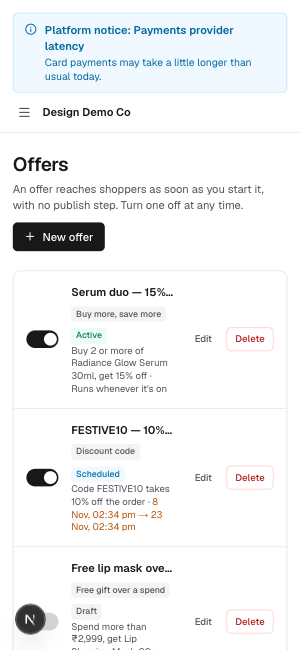 Platform notice: Payments provider
latency
Card payments may take a little longer than
usual today.
Design Demo Co
Offers
An offer reaches shoppers as soon as you start it,
with no publish step. Turn one off at any time.
+ New offer
Serum duo — 15%...
Buy more, save more
Active
Buy 2 or more of
Radiance Glow Serum
30ml, get 15% off ·
Runs whenever it's on
Edit
Delete
FESTIVE10 — 10%...
Discount code
Scheduled
Code FESTIVE10 takes
10% off the order · 8
Nov, 02:34 pm → 23
Nov, 02:34 pm
Edit
Delete
Free lip mask ove...
Free gift over a spend
Draft
Spend more than
₹2,999, get Lip
Edit
Delete
N